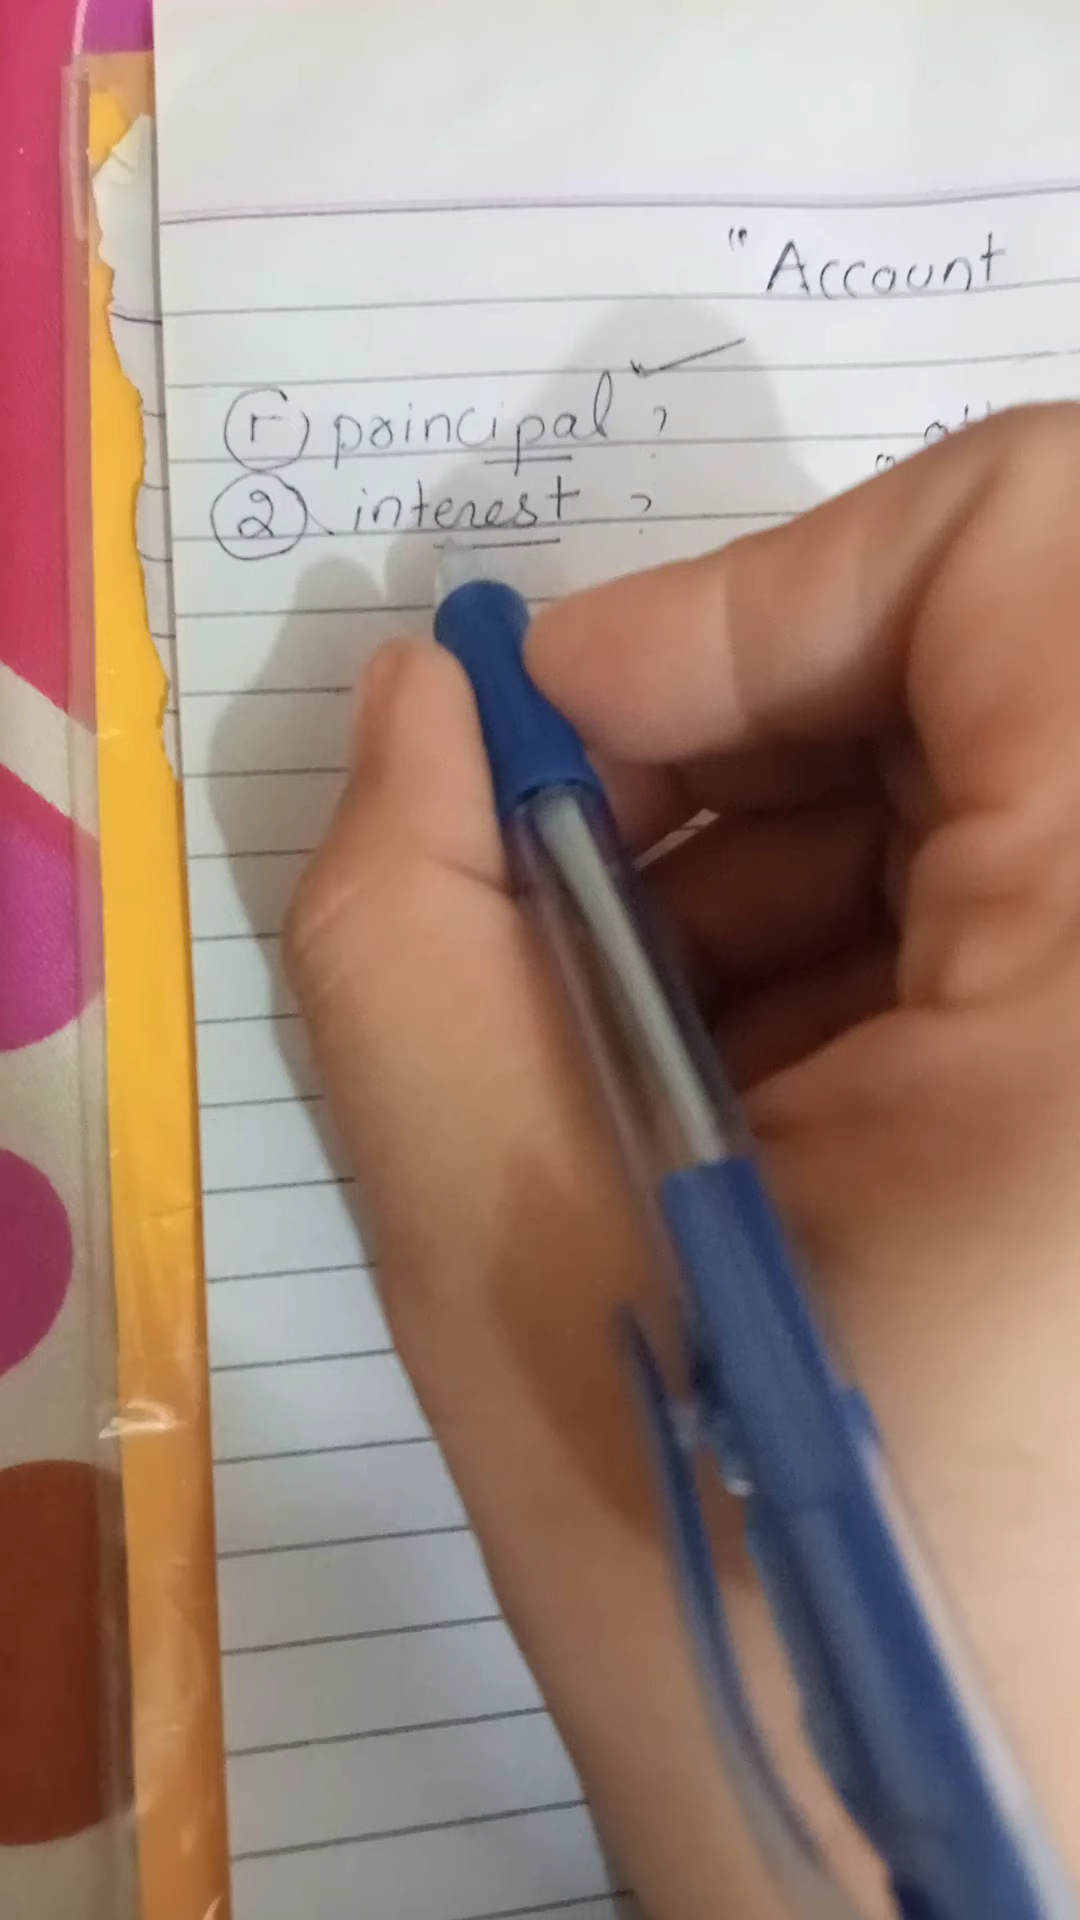 "Account
① principal ?
② interest ?